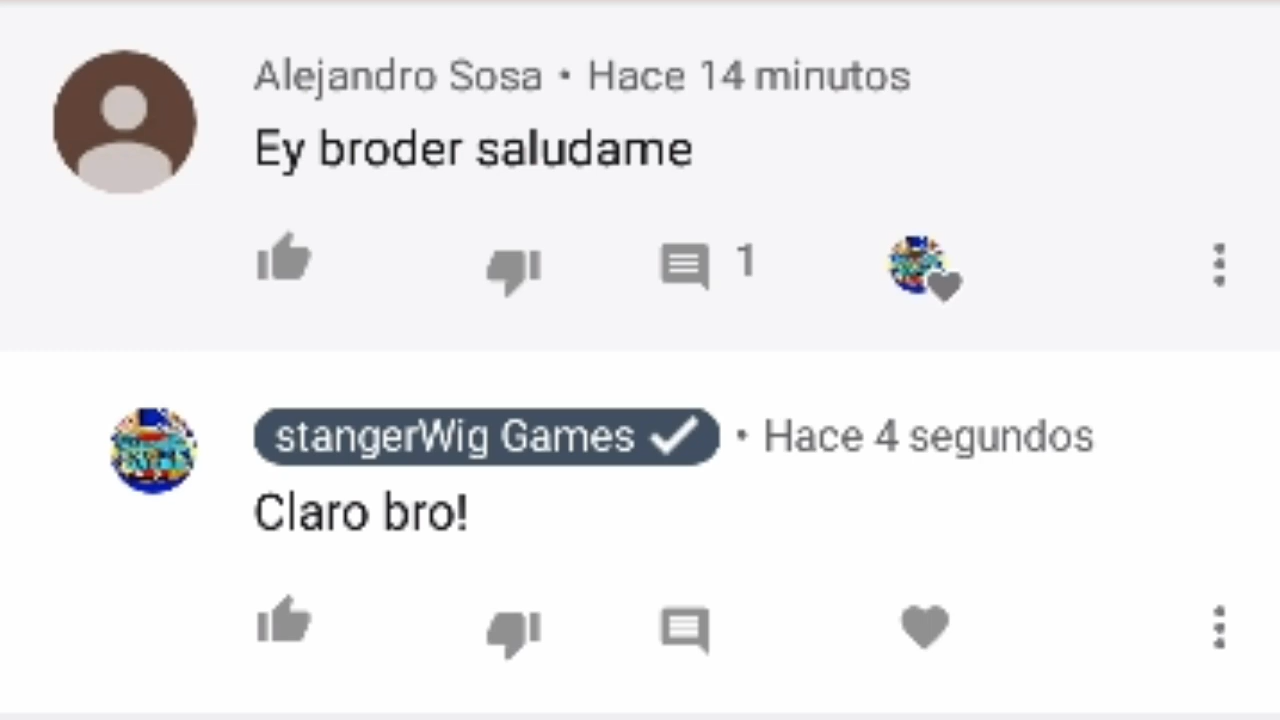 Alejandro Sosa • Hace 14 minutos
Ey broder saludame
1
stangerWig Games • Hace 4 segundos
Claro bro!